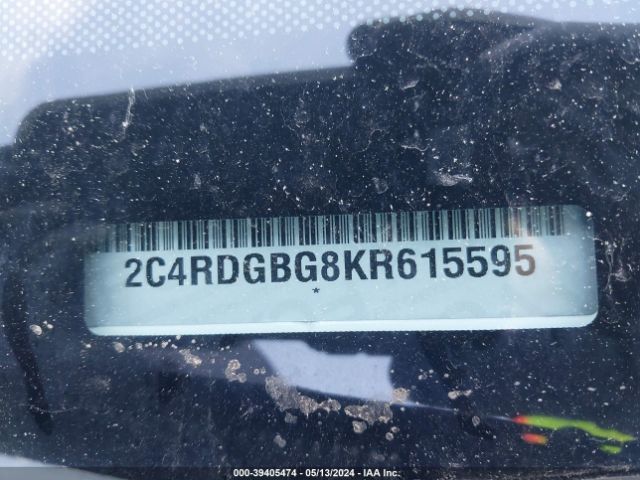 2C4RDGBG8KR615595
*
000-39405474 - 05/13/2024 - IAA Inc.